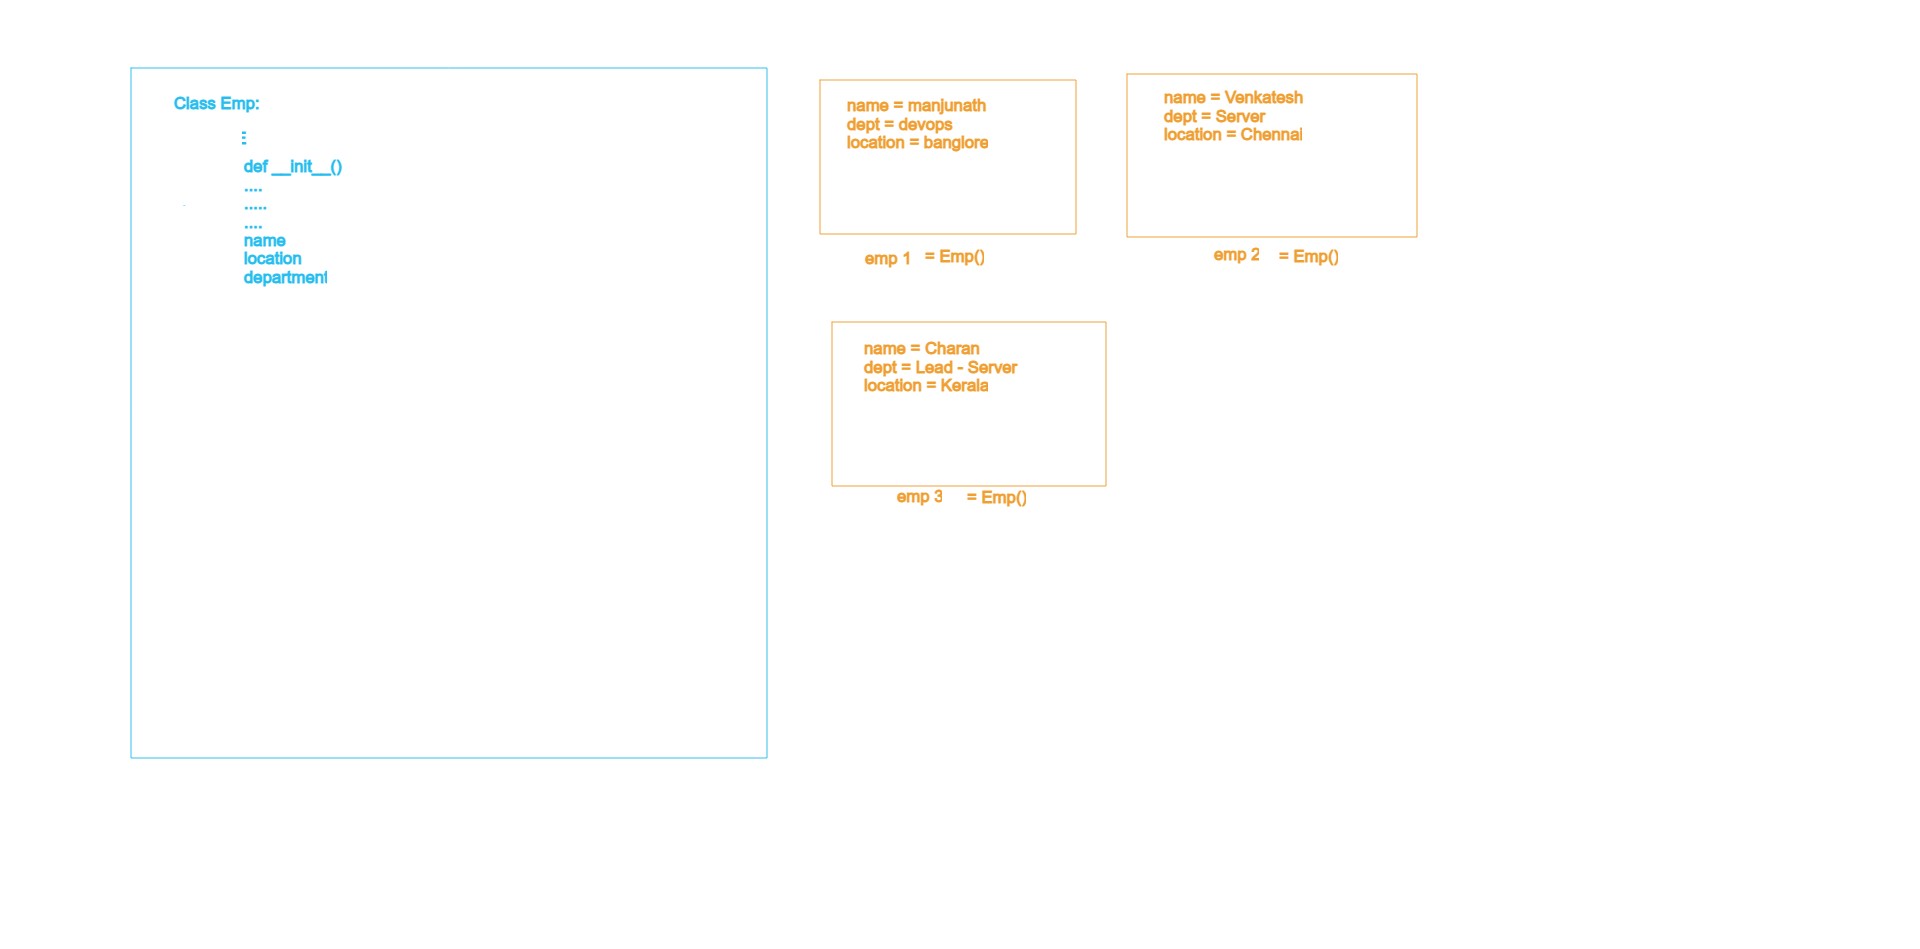 Class Emp:
def __init__()
....
.....
....
name
location
department
name = manjunath
dept = devops
location = banglore
emp 1 = Emp()
name = Venkatesh
dept = Server
location = Chennai
emp 2 = Emp()
name = Charan
dept = Lead - Server
location = Kerala
emp 3 = Emp()